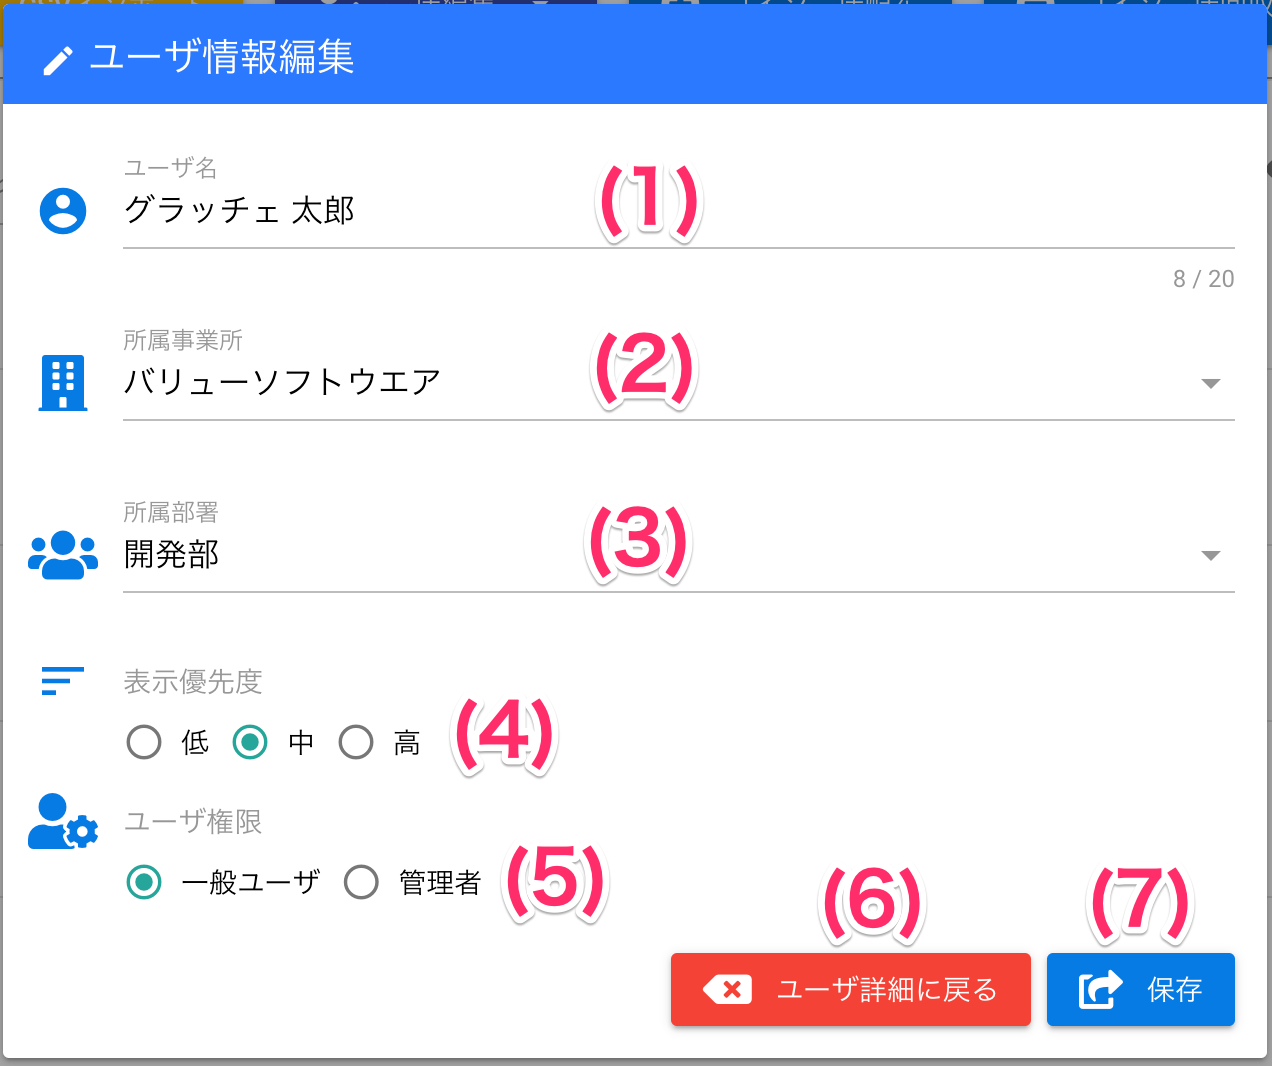 ユーザ情報編集
ユーザ名
グラッチェ 太郎
(1)
8 / 20
所属事業所
バリューソフトウエア
(2)
所属部署
開発部
(3)
表示優先度
低 中 高
(4)
ユーザ権限
一般ユーザ 管理者
(5)
(6)
(7)
ユーザ詳細に戻る
保存